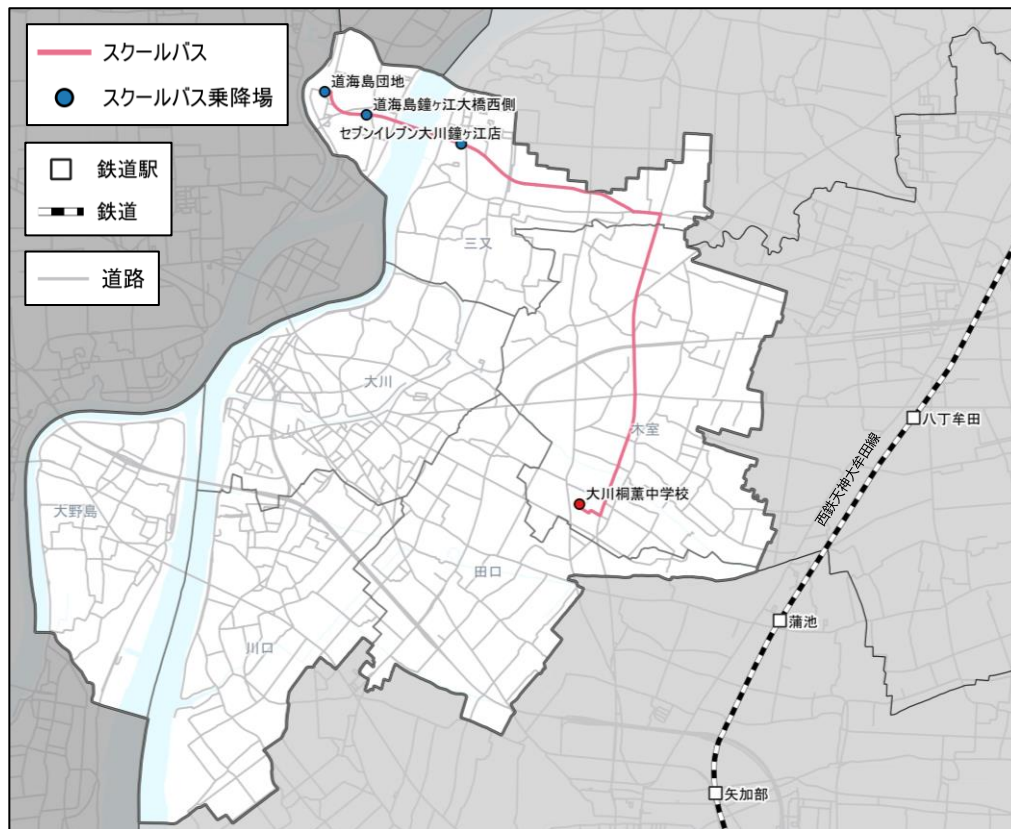 スクールバス
スクールバス乗降場
鉄道駅
鉄道
道路
道海島団地
道海島鐘ヶ江大橋西側
セブンイレブン大川鐘ヶ江店
三又
大川
木室
八丁牟田
西鉄天神大牟田線
大川桐薫中学校
大野島
田口
川口
蒲池
矢加部